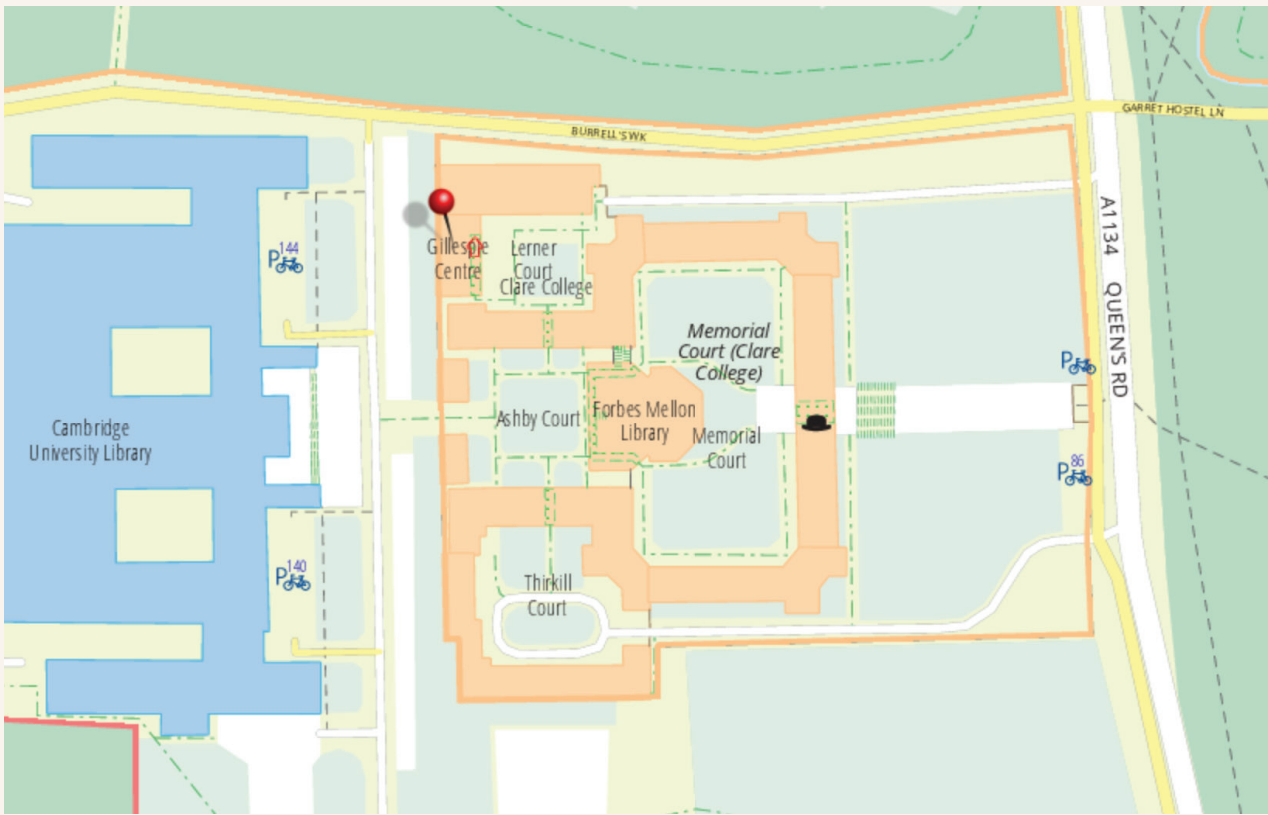 BURRELL'S WK
GARRET HOSTEL LN
A1134 QUEEN'S RD
144
P
Gillespie
Centre
Lerner
Court
Clare College
Memorial
Court (Clare
College)
P
Cambridge
University Library
Ashby Court
Forbes Mellon
Library
Memorial
Court
86
P
140
P
Thirkill
Court